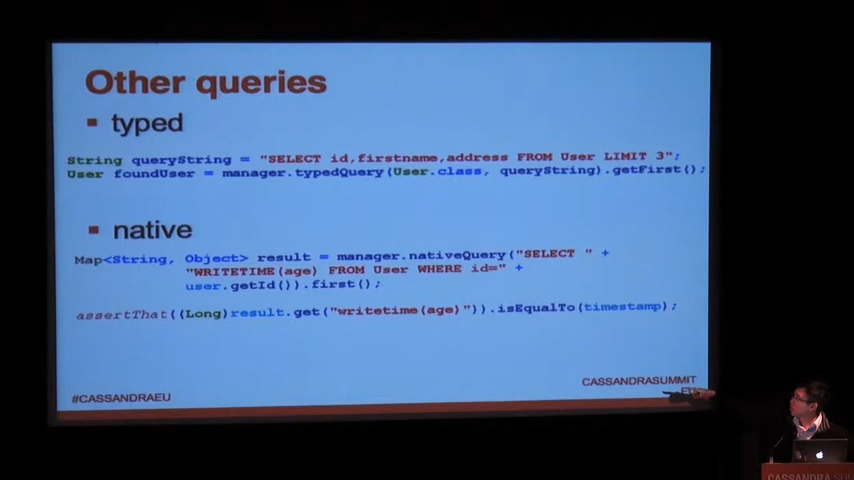 Other queries
typed
String queryString = "SELECT id,firstname,address FROM User LIMIT 3";
User foundUser = manager.typedQuery(User.class, queryString).getFirst();
native
Map<String, Object> result = manager.nativeQuery("SELECT " +
"WRITETIME(age) FROM User WHERE id=" +
user.getId()).first();
assertThat((Long)result.get("writetime(age)")).isEqualTo(timestamp);
#CASSANDRAEU
CASSANDRASUMMIT
CASSANDRA